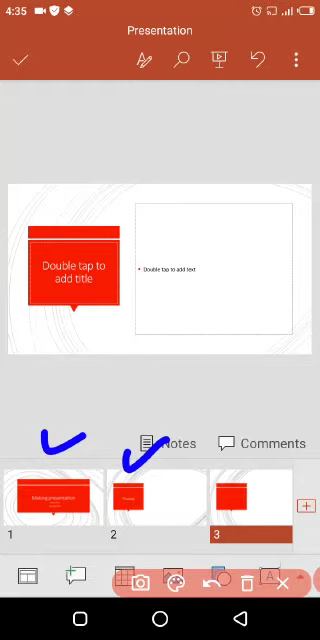 4:35
Presentation
Double tap to
add title
Double tap to add text
Notes
Comments
Making presentation
1
2
3